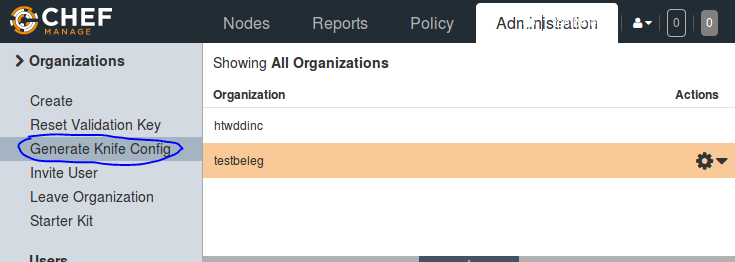 CHEF
MANAGE
Nodes Reports Policy Administration
0 0
Organizations
Create
Reset Validation Key
Generate Knife Config
Invite User
Leave Organization
Starter Kit
Users
Showing All Organizations
Organization Actions
htwddinc
testbeleg